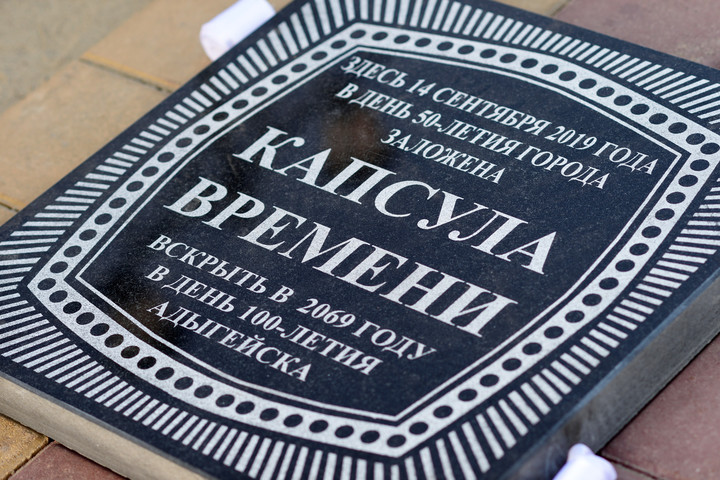 ЗДЕСЬ 14 СЕНТЯБРЯ 2019 ГОДА
В ДЕНЬ 50-ЛЕТИЯ ГОРОДА
ЗАЛОЖЕНА
КАПСУЛА
ВРЕМЕНИ
ВСКРЫТЬ В 2069 ГОДУ
В ДЕНЬ 100-ЛЕТИЯ
АДЫГЕЙСКА